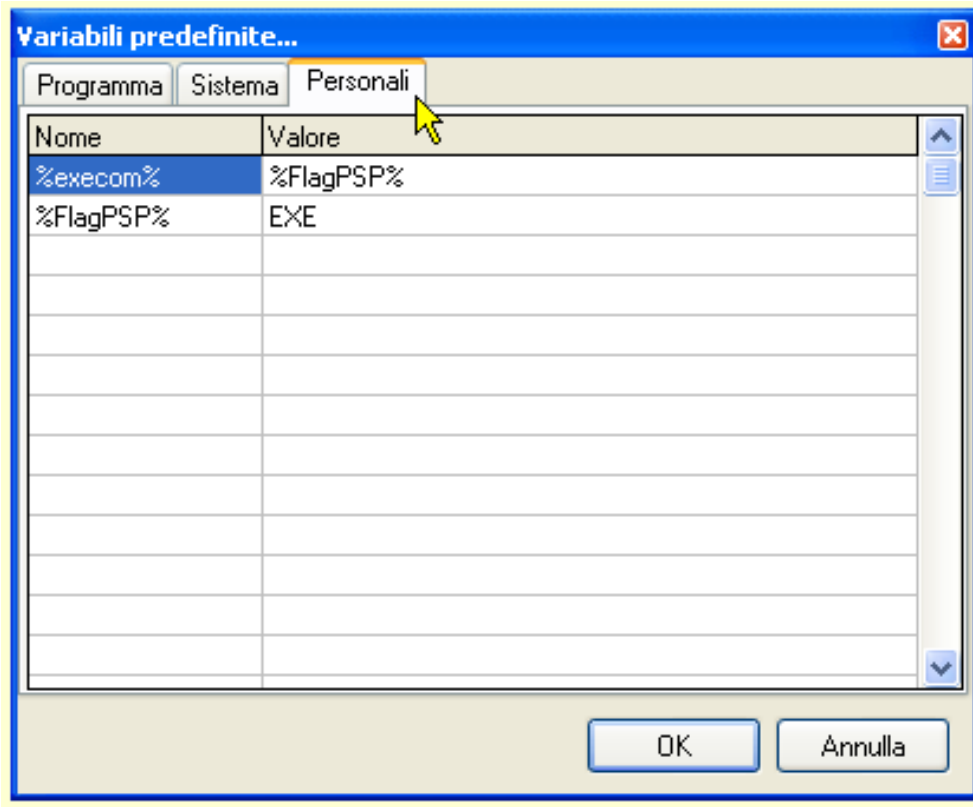 Variabili predefinite...
Programma Sistema Personali
Nome Valore
%execom% %FlagPSP%
%FlagPSP% EXE
OK Annulla